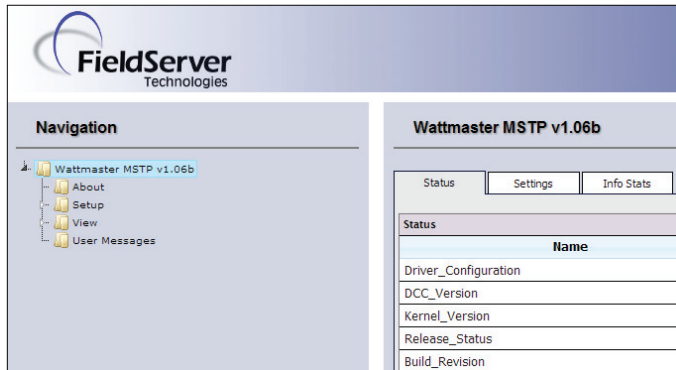 FieldServer
Technologies
Navigation
Wattmaster MSTP v1.06b
About
Setup
View
User Messages
Wattmaster MSTP v1.06b
Status Settings Info Stats
Status
Name
Driver_Configuration
DCC_Version
Kernel_Version
Release_Status
Build_Revision